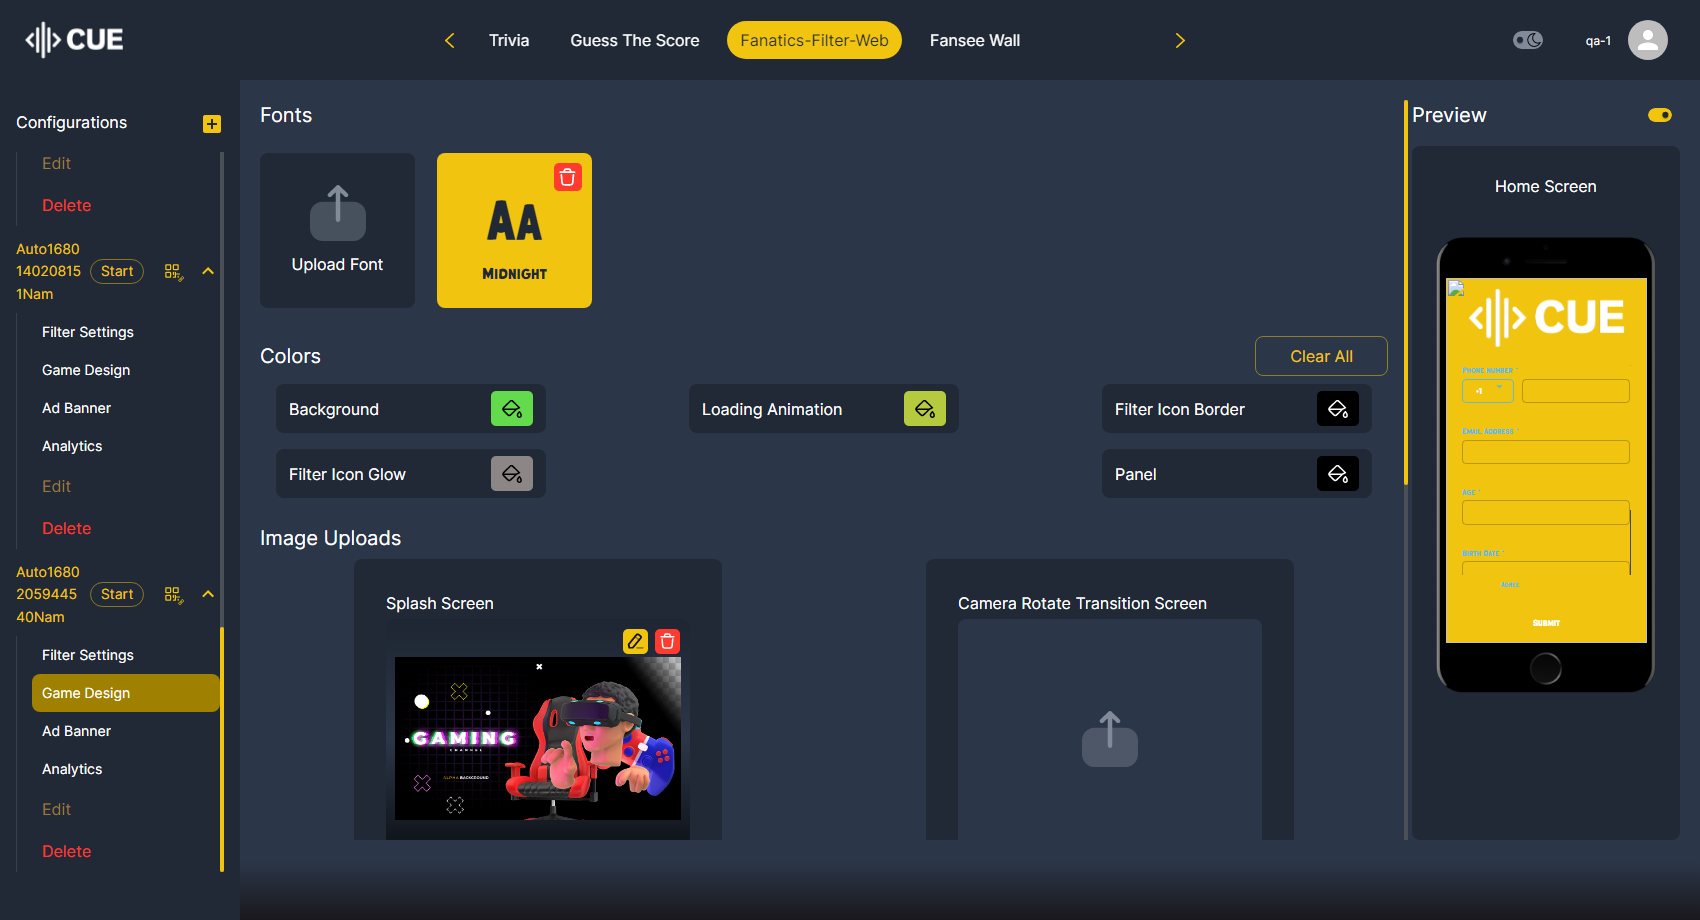 CUE
Trivia
Guess The Score
Fanatics-Filter-Web
Fansee Wall
qa-1
Configurations
Edit
Delete
Auto1680
14020815
1Nam
Start
Filter Settings
Game Design
Ad Banner
Analytics
Edit
Delete
Auto1680
2059445
40Nam
Start
Filter Settings
Game Design
Ad Banner
Analytics
Edit
Delete
Fonts
Upload Font
AA
MIDNIGHT
Colors
Clear All
Background
Loading Animation
Filter Icon Border
Filter Icon Glow
Panel
Image Uploads
Splash Screen
GAMING
CHANNEL
ALPHA BACKGROUND
Camera Rotate Transition Screen
Preview
Home Screen
CUE
PHONE NUMBER *
+1
EMAIL ADDRESS *
AGE *
BIRTH DATE *
SUBMIT